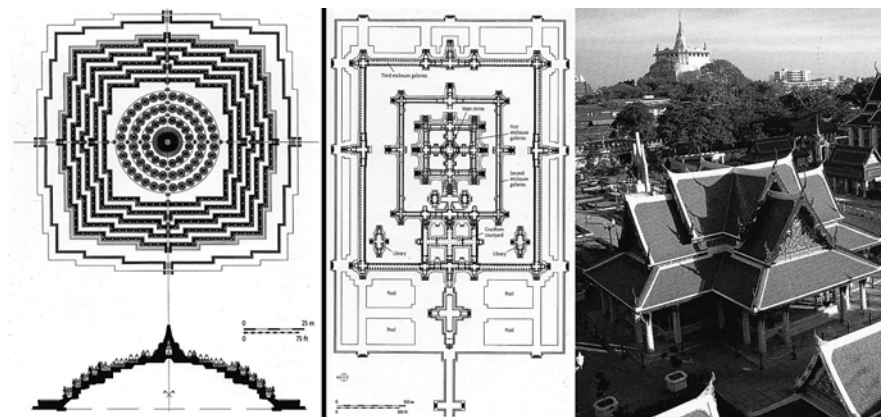 0 25 m
0 75 ft
Third enclosure galleries
Main shrine
First
enclosure
galleries
Second
enclosure
galleries
Cruciform
courtyard
Library
Library
Pool
Pool
Pool
Pool